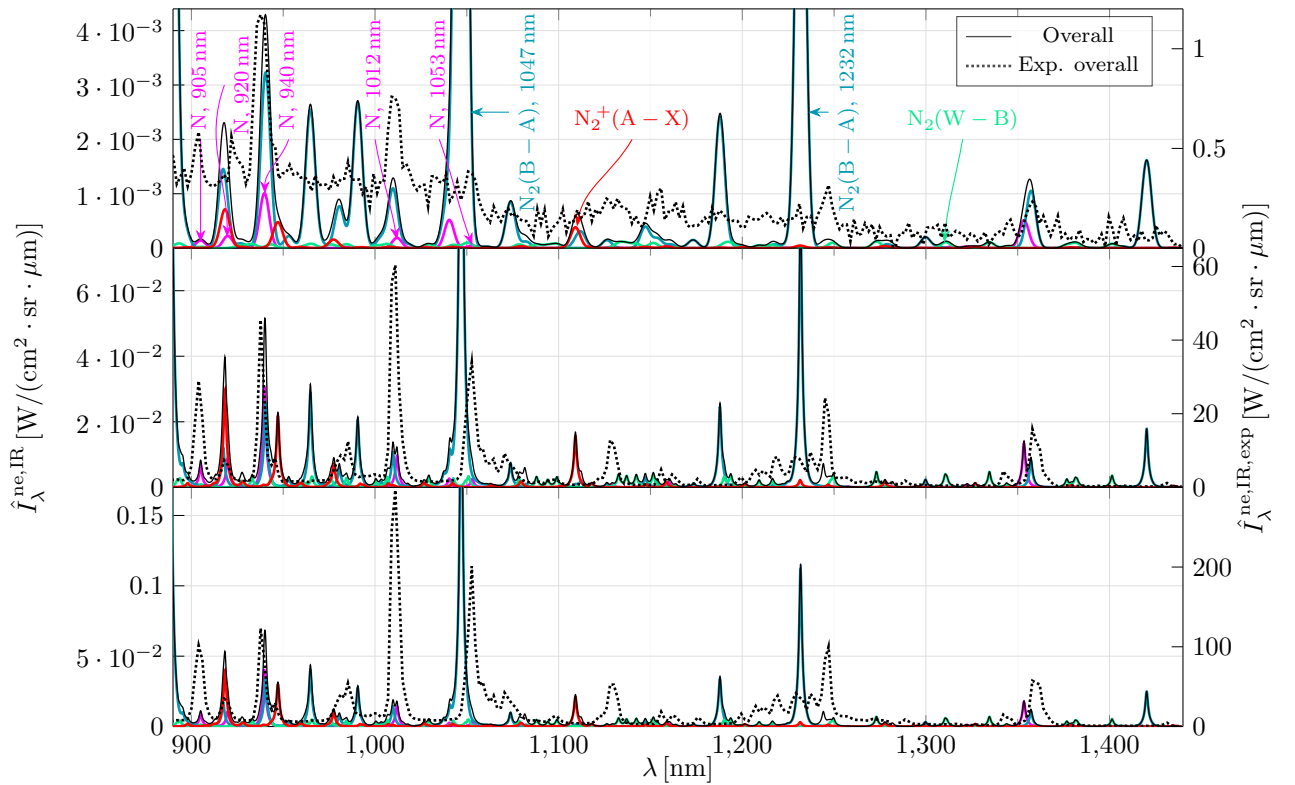 4 · 10⁻³
3 · 10⁻³
2 · 10⁻³
1 · 10⁻³
0
1
0.5
0
N, 905 nm
N, 920 nm
N, 940 nm
N, 1012 nm
N, 1053 nm
N₂(B − A), 1047 nm
N₂⁺(A − X)
N₂(B − A), 1232 nm
N₂(W − B)
Overall
Exp. overall
6 · 10⁻²
4 · 10⁻²
2 · 10⁻²
0
60
40
20
0
0.15
0.1
5 · 10⁻²
0
200
100
0
900
1,000
1,100
1,200
1,300
1,400
λ [nm]
Î_λ^{ne,IR} [W/(cm² · sr · μm)]
Î_λ^{ne,IR,exp} [W/(cm² · sr · μm)]